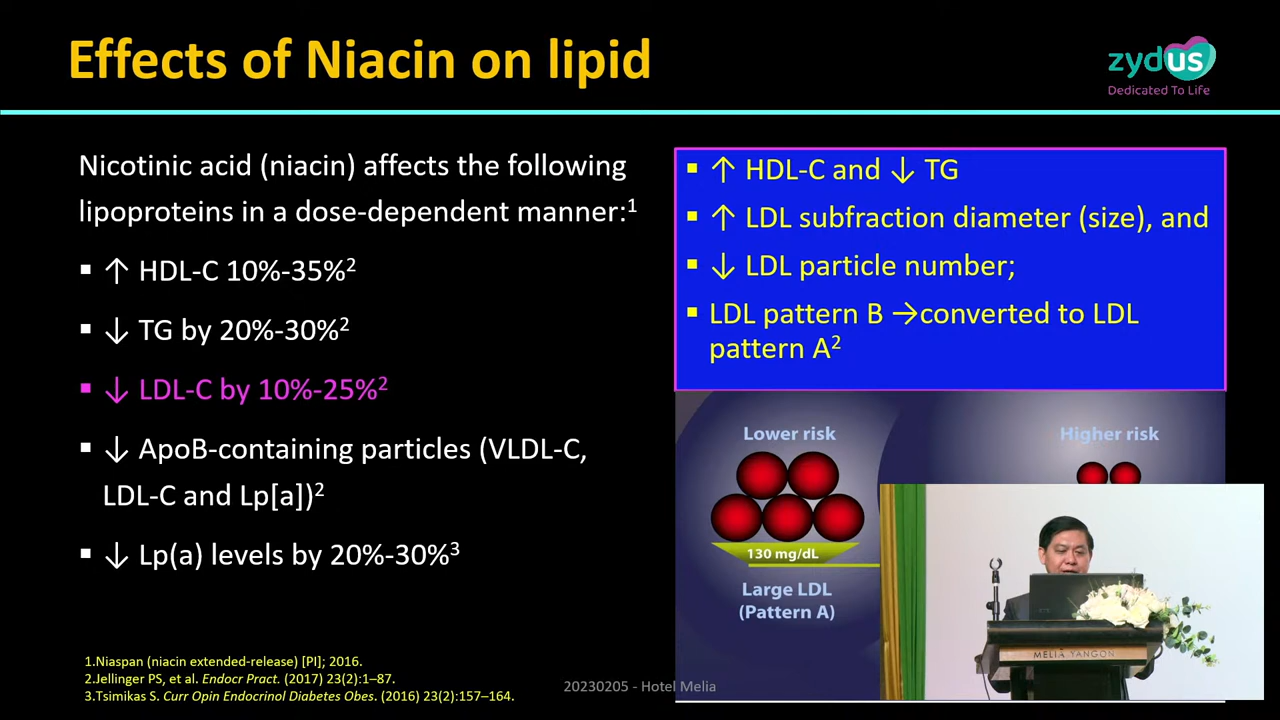 Effects of Niacin on lipid
zydus
Dedicated To Life
Nicotinic acid (niacin) affects the following
lipoproteins in a dose-dependent manner:1
▪ ↑ HDL-C 10%-35%2
▪ ↓ TG by 20%-30%2
▪ ↓ LDL-C by 10%-25%2
▪ ↓ ApoB-containing particles (VLDL-C,
LDL-C and Lp[a])2
▪ ↓ Lp(a) levels by 20%-30%3
▪ ↑ HDL-C and ↓ TG
▪ ↑ LDL subfraction diameter (size), and
▪ ↓ LDL particle number;
▪ LDL pattern B →converted to LDL
pattern A2
Lower risk
Higher risk
130 mg/dL
Large LDL
(Pattern A)
MELIÃ YANGON
1.Niaspan (niacin extended-release) [PI]; 2016.
2.Jellinger PS, et al. Endocr Pract. (2017) 23(2):1–87.
3.Tsimikas S. Curr Opin Endocrinol Diabetes Obes. (2016) 23(2):157–164.
20230205 - Hotel Melia